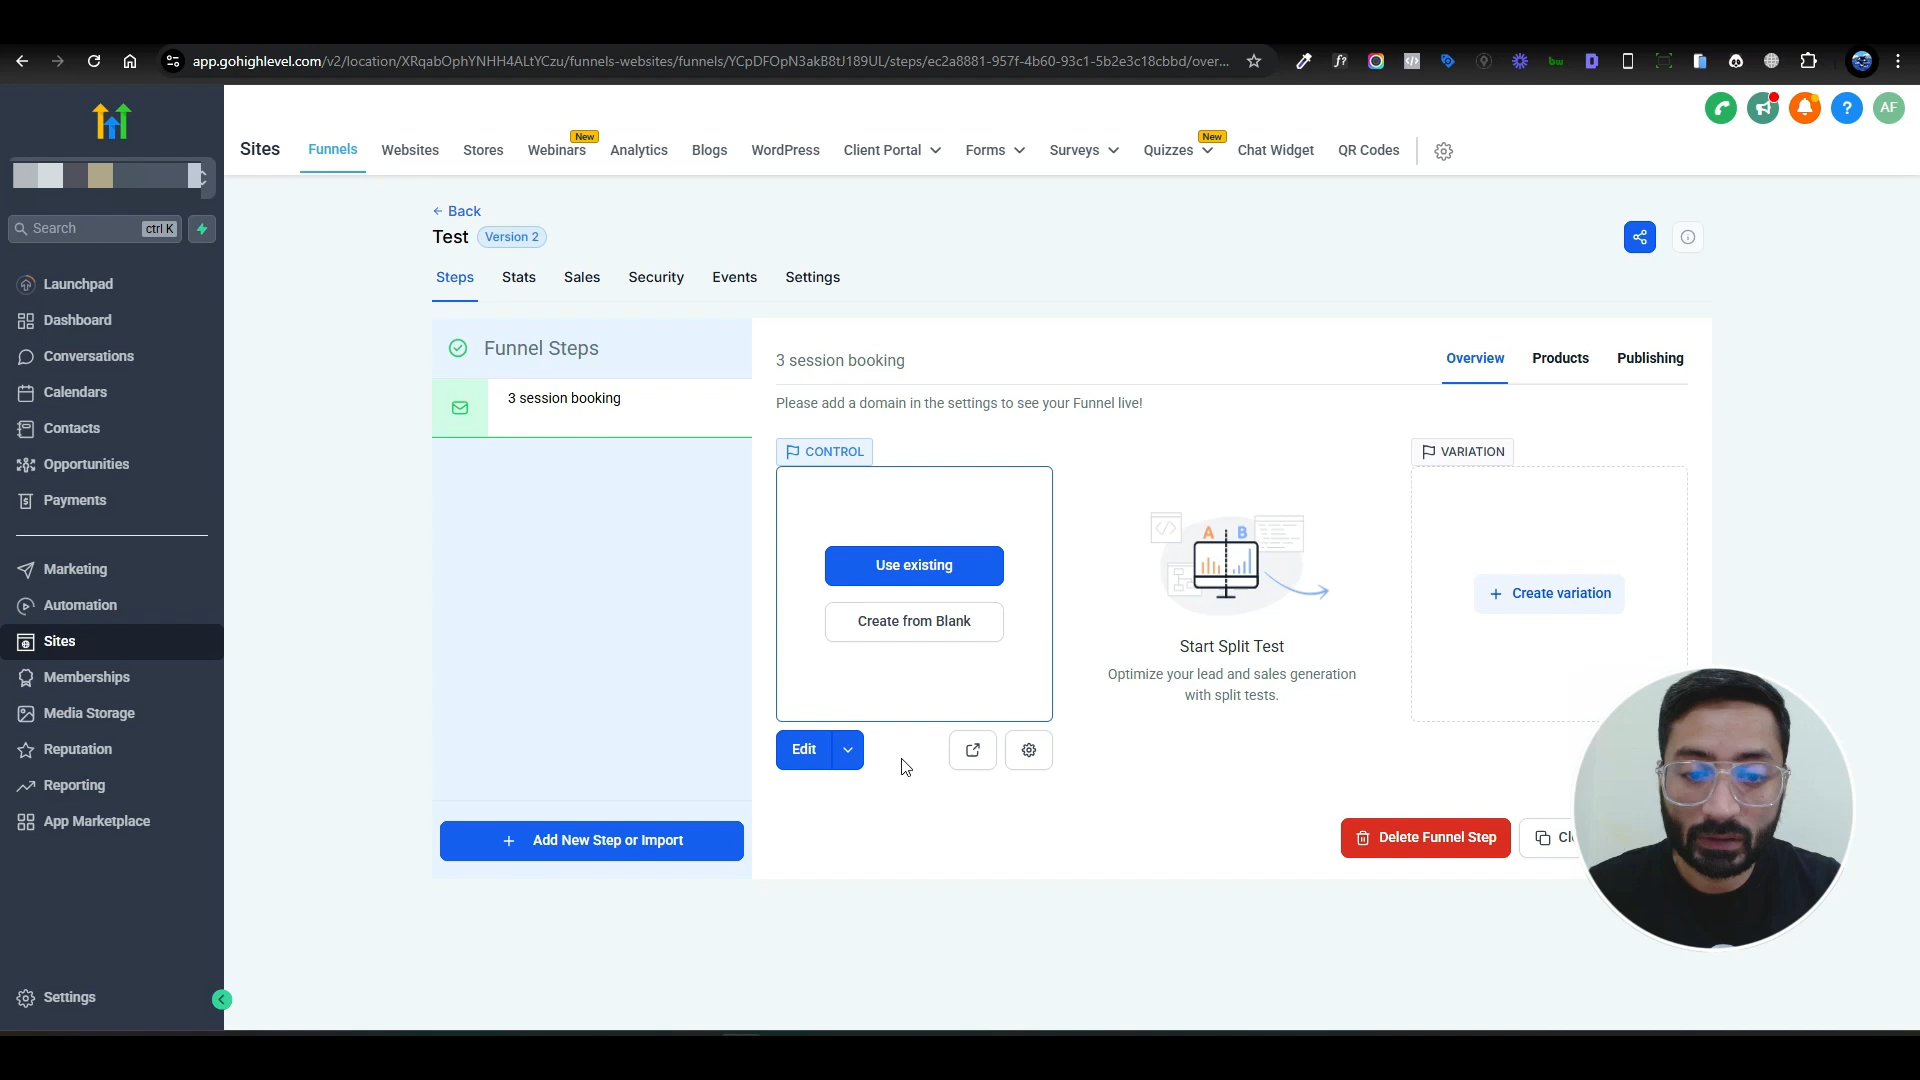 app.gohighlevel.com/v2/location/XRqabOphYNHH4ALtYCzu/funnels-websites/funnels/YCpDFOpN3akB8tJ189UL/steps/ec2a8881-957f-4b60-93c1-5b2e3c18cbbd/over...
AF
Sites
Funnels
Websites
Stores
Webinars
New
Analytics
Blogs
WordPress
Client Portal
Forms
Surveys
Quizzes
New
Chat Widget
QR Codes
Search
ctrl K
Launchpad
Dashboard
Conversations
Calendars
Contacts
Opportunities
Payments
Marketing
Automation
Sites
Memberships
Media Storage
Reputation
Reporting
App Marketplace
Settings
← Back
Test
Version 2
Steps
Stats
Sales
Security
Events
Settings
Funnel Steps
3 session booking
+ Add New Step or Import
3 session booking
Overview
Products
Publishing
Please add a domain in the settings to see your Funnel live!
CONTROL
Use existing
Create from Blank
Edit
A B
Start Split Test
Optimize your lead and sales generation
with split tests.
VARIATION
+ Create variation
Delete Funnel Step